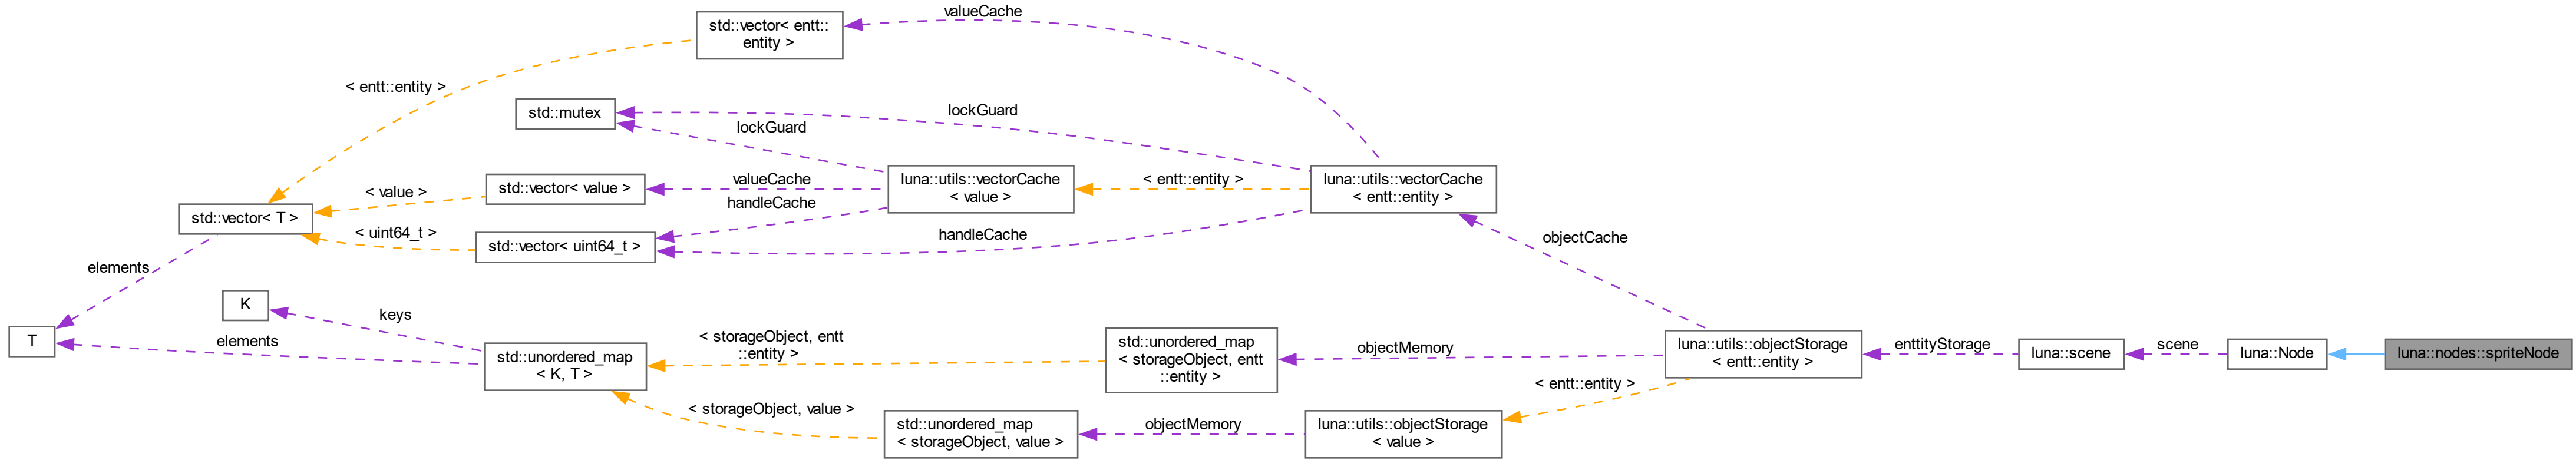 valueCache
std::vector< entt::
entity >
< entt::entity >
std::mutex
lockGuard
lockGuard
std::vector< value >
< value >
valueCache
luna::utils::vectorCache
< value >
< entt::entity >
luna::utils::vectorCache
< entt::entity >
handleCache
std::vector< T >
< uint64_t >
std::vector< uint64_t >
handleCache
objectCache
elements
K
keys
T
elements
std::unordered_map
< K, T >
< storageObject, entt
::entity >
std::unordered_map
< storageObject, entt
::entity >
objectMemory
luna::utils::objectStorage
< entt::entity >
enttityStorage
luna::scene
scene
luna::Node
luna::nodes::spriteNode
< entt::entity >
< storageObject, value >
std::unordered_map
< storageObject, value >
objectMemory
luna::utils::objectStorage
< value >